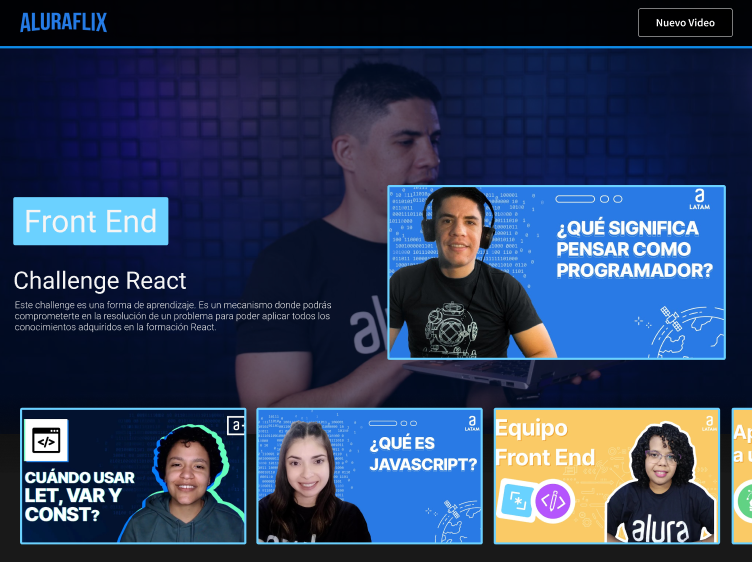 ALURAFLIX
Nuevo Video
Front End
Challenge React
Este challenge es una forma de aprendizaje. Es un mecanismo donde podrás
comprometerte en la resolución de un problema para poder aplicar todos los
conocimientos adquiridos en la formación React.
a
LATAM
¿QUÉ SIGNIFICA
PENSAR COMO
PROGRAMADOR?
alu
a
</>
CUÁNDO USAR
LET, VAR Y
CONST?
a
LATAM
¿QUÉ ES
JAVASCRIPT?
a
LATAM
Equipo
Front End
</>
alura
a u